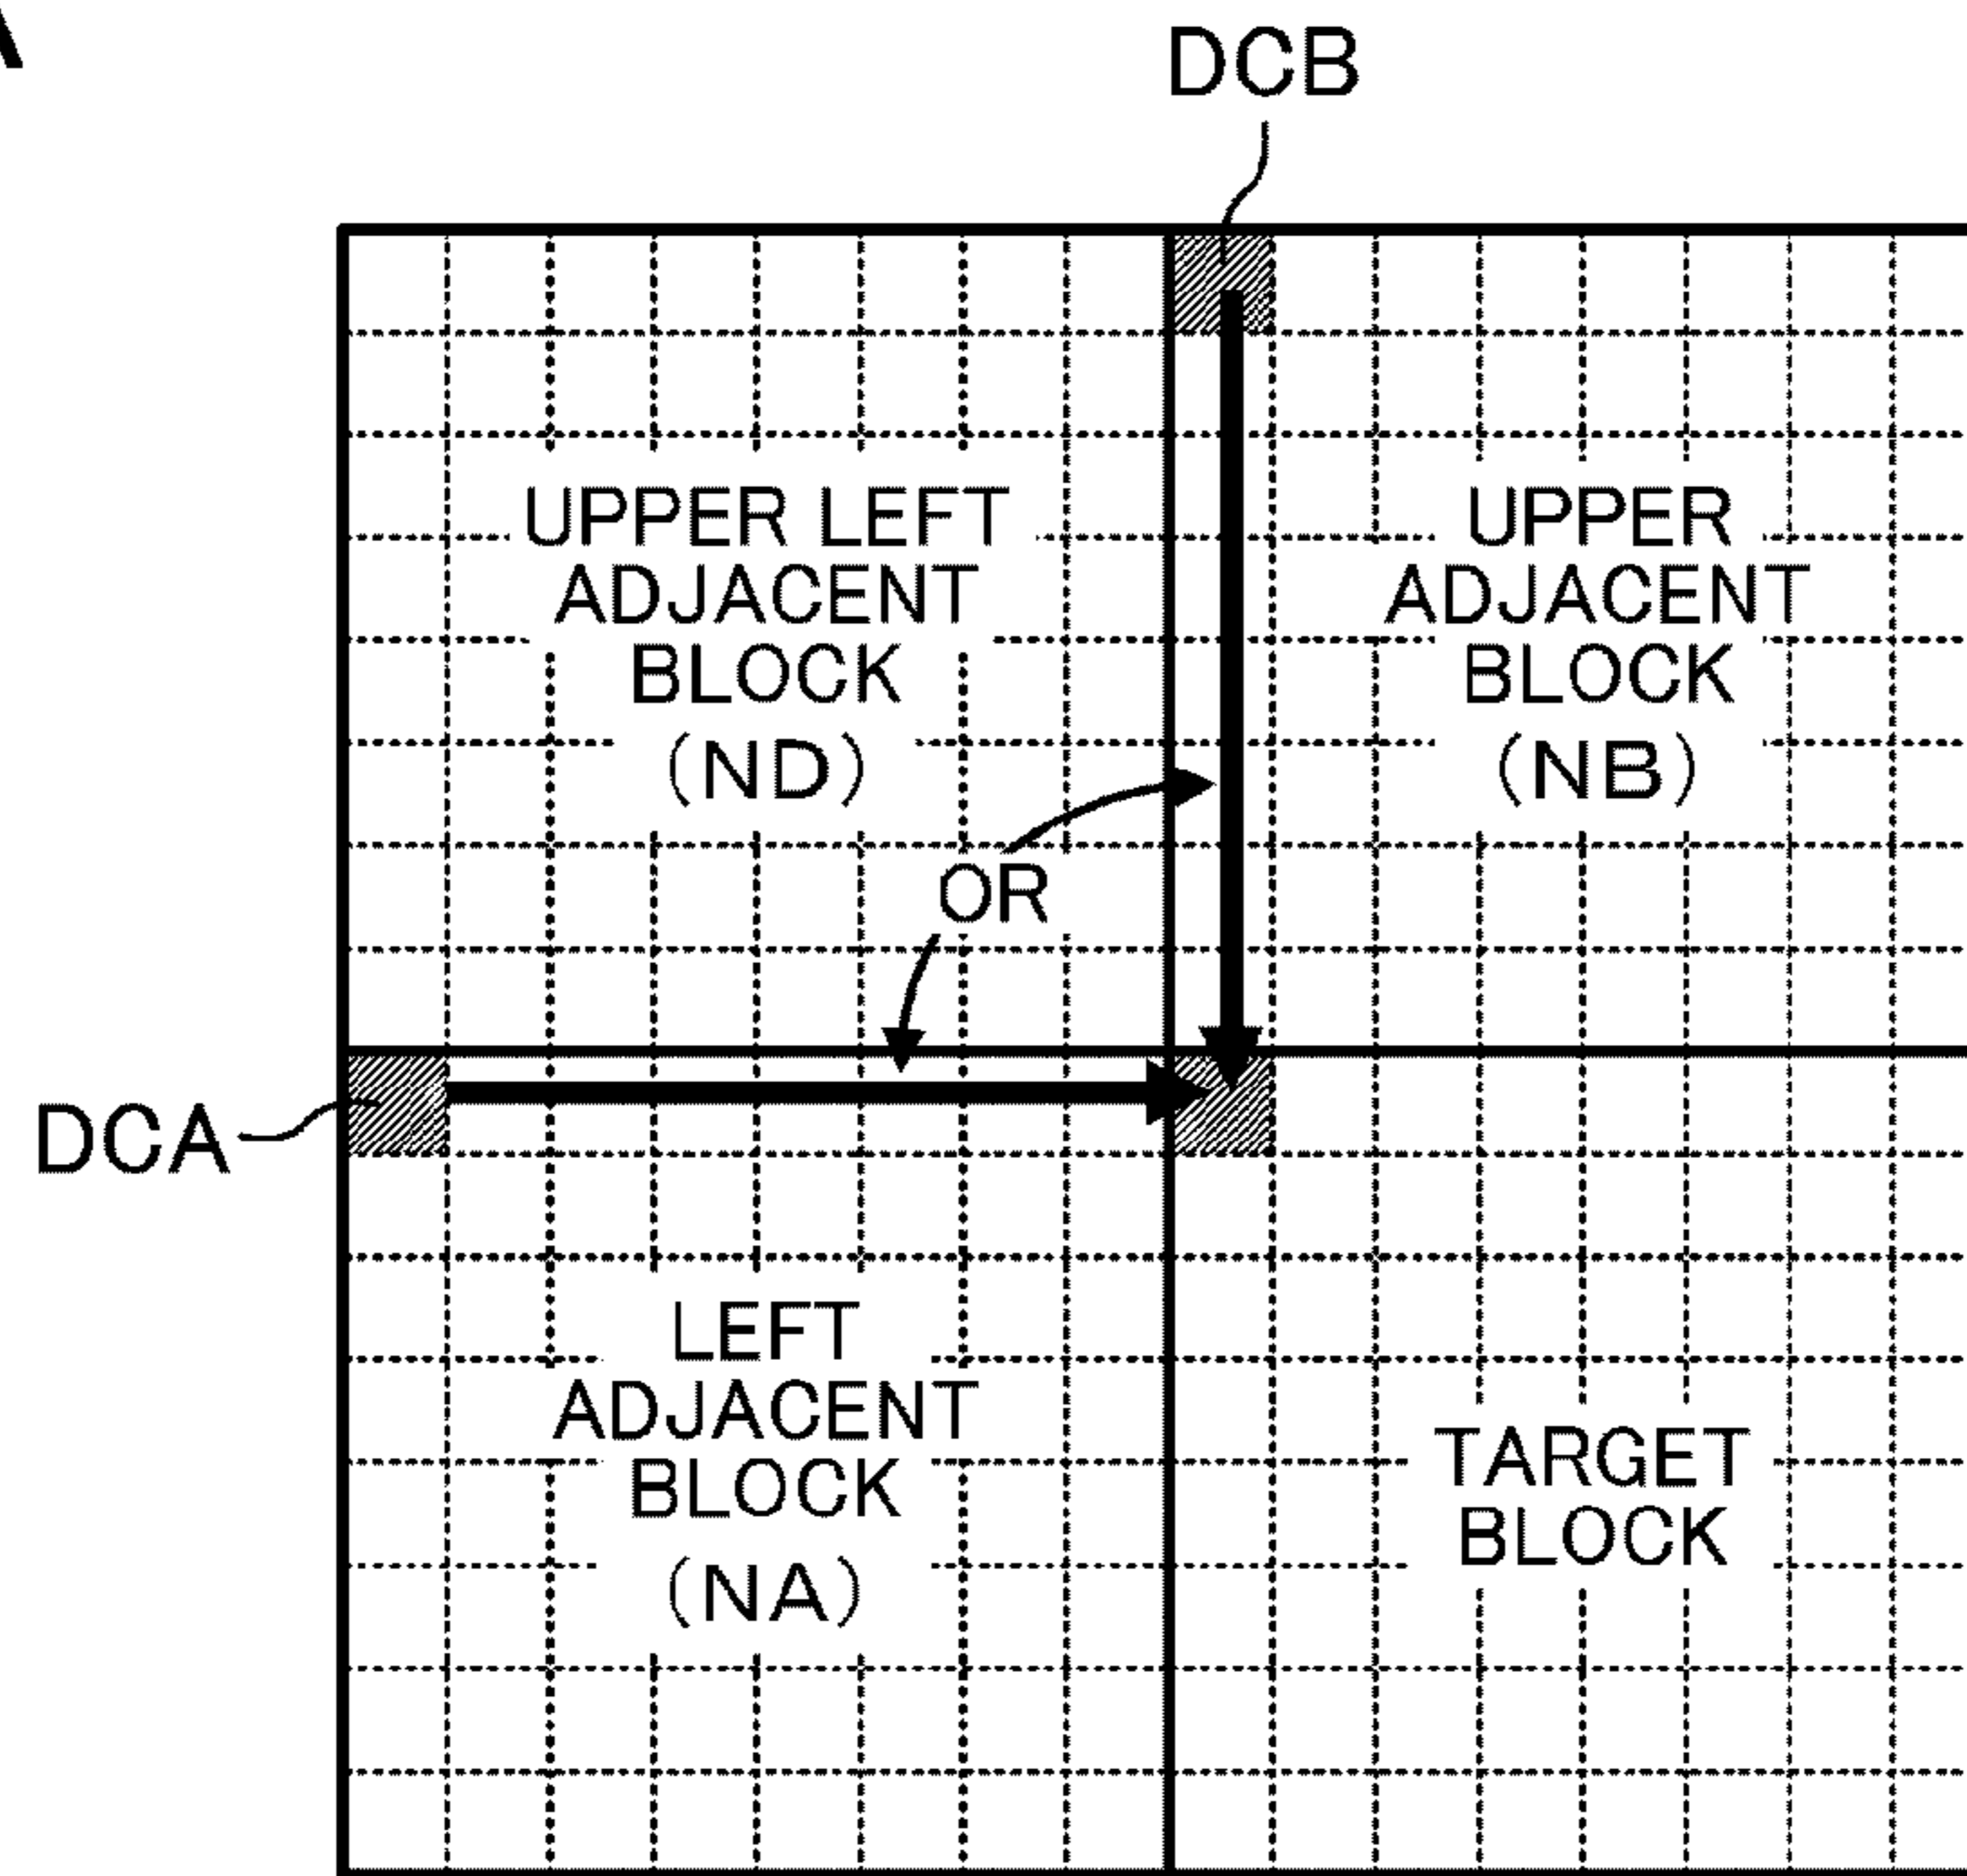 DCB
UPPER LEFT
ADJACENT
BLOCK
(ND)
UPPER
ADJACENT
BLOCK
(NB)
OR
DCA
LEFT
ADJACENT
BLOCK
(NA)
TARGET
BLOCK